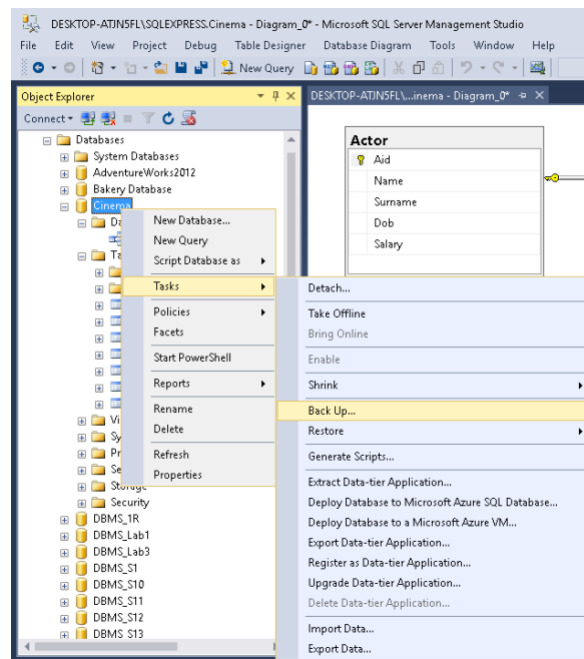 DESKTOP-ATJN5FL\SQLEXPRESS.Cinema - Diagram_0* - Microsoft SQL Server Management Studio
File Edit View Project Debug Table Designer Database Diagram Tools Window Help
New Query
Object Explorer
DESKTOP-ATJN5FL\...inema - Diagram_0*
Connect
Databases
System Databases
AdventureWorks2012
Bakery Database
Cinema
New Database...
New Query
Script Database as
Tasks
Policies
Facets
Start PowerShell
Reports
Rename
Delete
Refresh
Properties
Detach...
Take Offline
Bring Online
Enable
Shrink
Back Up...
Restore
Generate Scripts...
Extract Data-tier Application...
Deploy Database to Microsoft Azure SQL Database...
Deploy Database to a Microsoft Azure VM...
Export Data-tier Application...
Register as Data-tier Application...
Upgrade Data-tier Application...
Delete Data-tier Application...
Import Data...
Export Data...
Actor
Aid
Name
Surname
Dob
Salary
Storage
Security
DBMS_1R
DBMS_Lab1
DBMS_Lab3
DBMS_S1
DBMS_S10
DBMS_S11
DBMS_S12
DBMS_S13